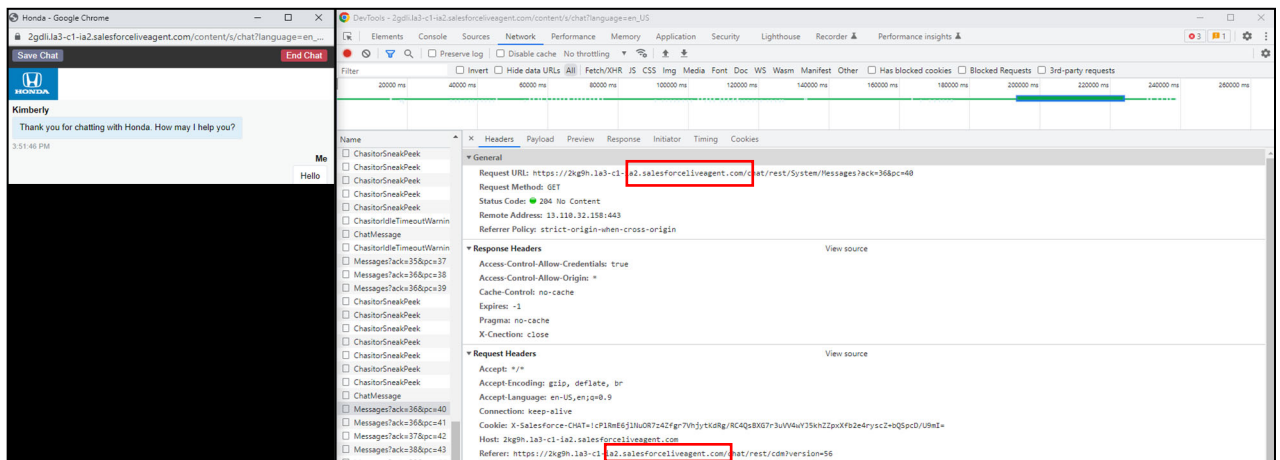 Honda - Google Chrome
2gdli.la3-c1-ia2.salesforceliveagent.com/content/s/chat?language=en_...
Save Chat
End Chat
HONDA
Kimberly
Thank you for chatting with Honda. How may I help you?
3:51:46 PM
Me
Hello
DevTools - 2gdli.la3-c1-ia2.salesforceliveagent.com/content/s/chat?language=en_US
Elements Console Sources Network Performance Memory Application Security Lighthouse Recorder Performance insights 3 1
Preserve log Disable cache No throttling
Filter Invert Hide data URLs All Fetch/XHR JS CSS Img Media Font Doc WS Wasm Manifest Other Has blocked cookies Blocked Requests 3rd-party requests
20000 ms 40000 ms 60000 ms 80000 ms 100000 ms 120000 ms 140000 ms 160000 ms 180000 ms 200000 ms 220000 ms 240000 ms 260000 ms
Name
ChasitorSneakPeek
ChasitorSneakPeek
ChasitorSneakPeek
ChasitorSneakPeek
ChasitorSneakPeek
ChasitorIdleTimeoutWarnin
ChatMessage
ChasitorIdleTimeoutWarnin
Messages?ack=35&pc=37
Messages?ack=36&pc=38
Messages?ack=36&pc=39
ChasitorSneakPeek
ChasitorSneakPeek
ChasitorSneakPeek
ChasitorSneakPeek
ChasitorSneakPeek
ChasitorSneakPeek
ChasitorSneakPeek
ChatMessage
Messages?ack=36&pc=40
Messages?ack=36&pc=41
Messages?ack=37&pc=42
Messages?ack=38&pc=43
Headers Payload Preview Response Initiator Timing Cookies
General
Request URL: https://2kg9h.la3-c1-ia2.salesforceliveagent.com/chat/rest/System/Messages?ack=36&pc=40
Request Method: GET
Status Code: 204 No Content
Remote Address: 13.110.32.158:443
Referrer Policy: strict-origin-when-cross-origin
Response Headers View source
Access-Control-Allow-Credentials: true
Access-Control-Allow-Origin: *
Cache-Control: no-cache
Expires: -1
Pragma: no-cache
X-Cnection: close
Request Headers View source
Accept: */*
Accept-Encoding: gzip, deflate, br
Accept-Language: en-US,en;q=0.9
Connection: keep-alive
Cookie: X-Salesforce-CHAT=
Host: 2kg9h.la3-c1-ia2.salesforceliveagent.com
Referer: https://2kg9h.la3-c1-ia2.salesforceliveagent.com/chat/rest/cdm?version=56